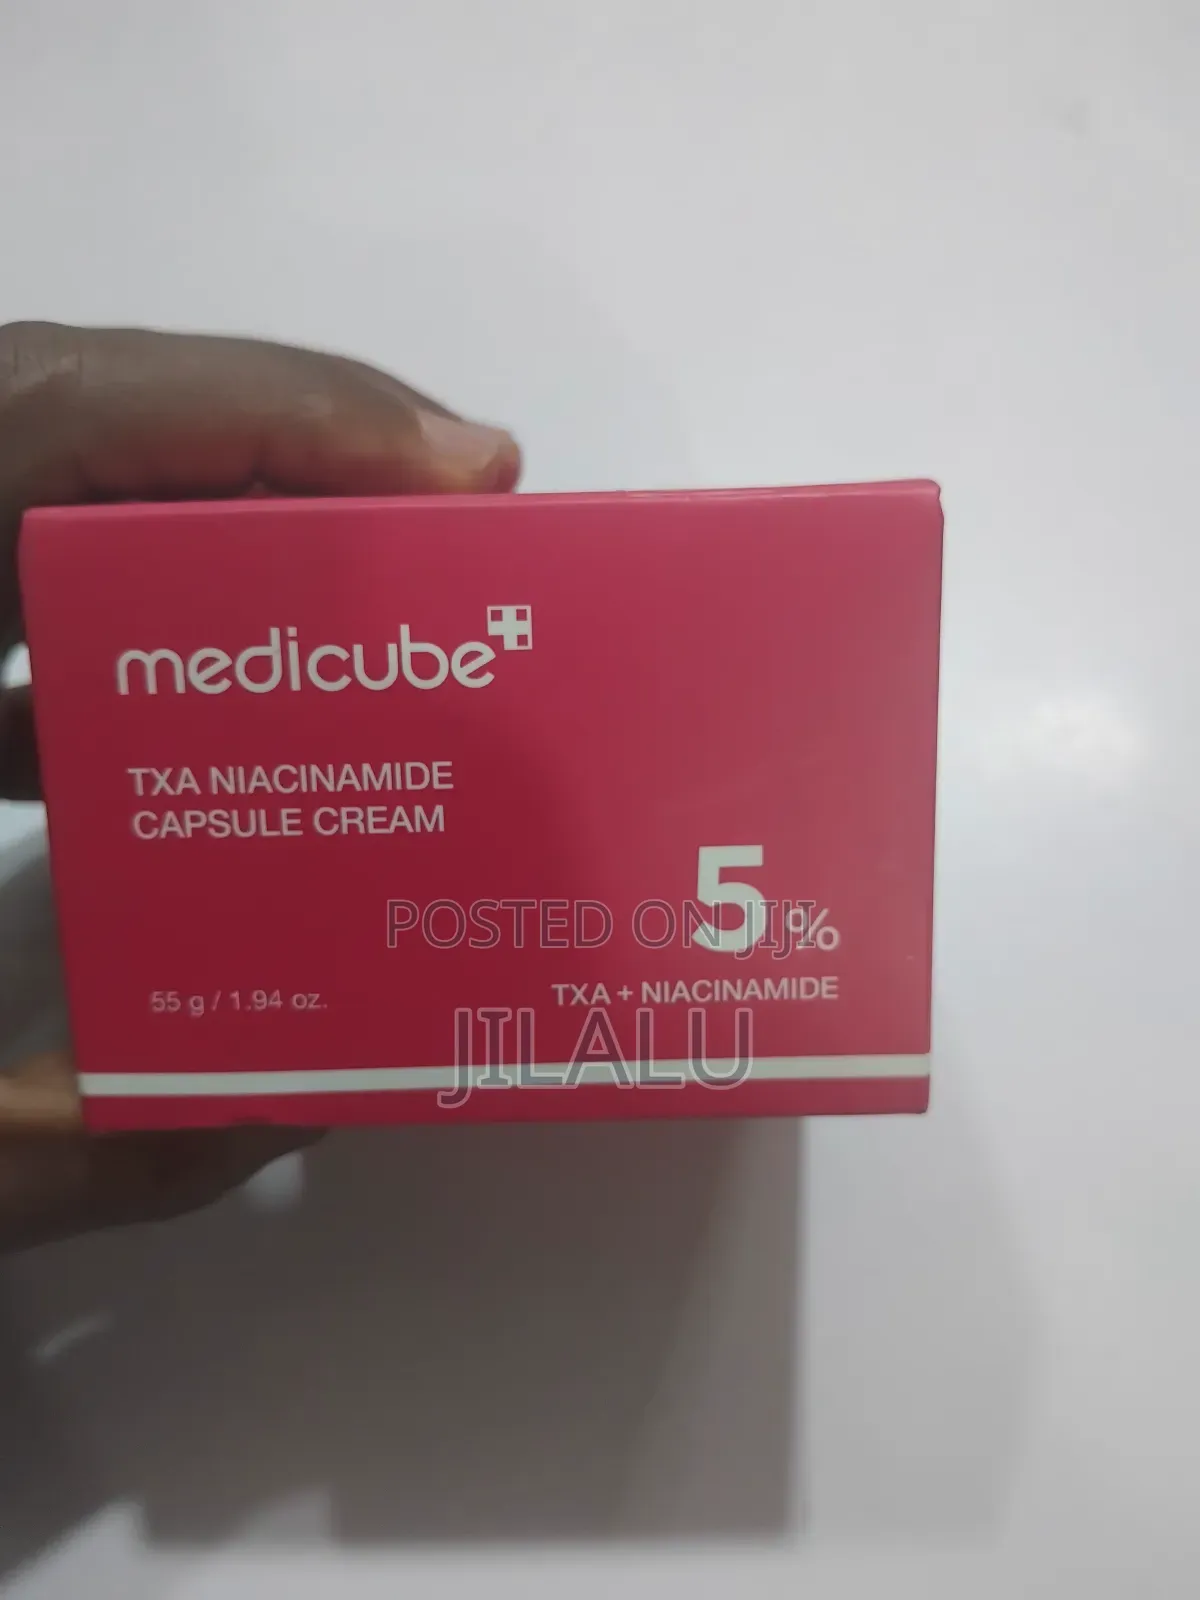 medicube
TXA NIACINAMIDE
CAPSULE CREAM
5%
POSTED ON JIJI
55 g / 1.94 oz.
TXA + NIACINAMIDE
JILALU